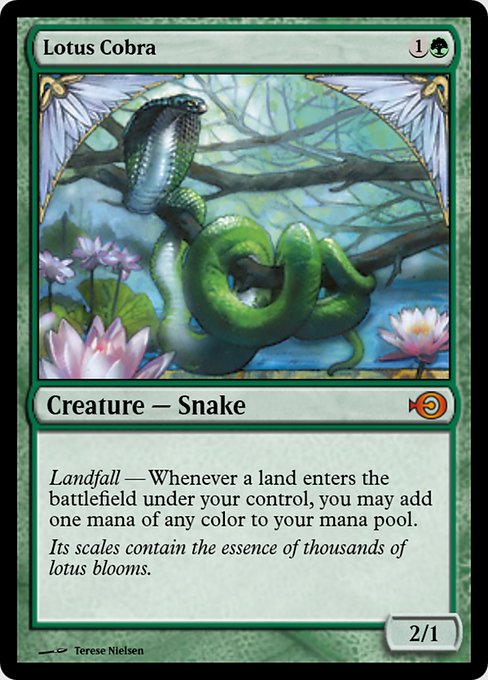 Lotus Cobra 1
Creature — Snake
Landfall — Whenever a land enters the
battlefield under your control, you may add
one mana of any color to your mana pool.
Its scales contain the essence of thousands of
lotus blooms.
2/1
Terese Nielsen